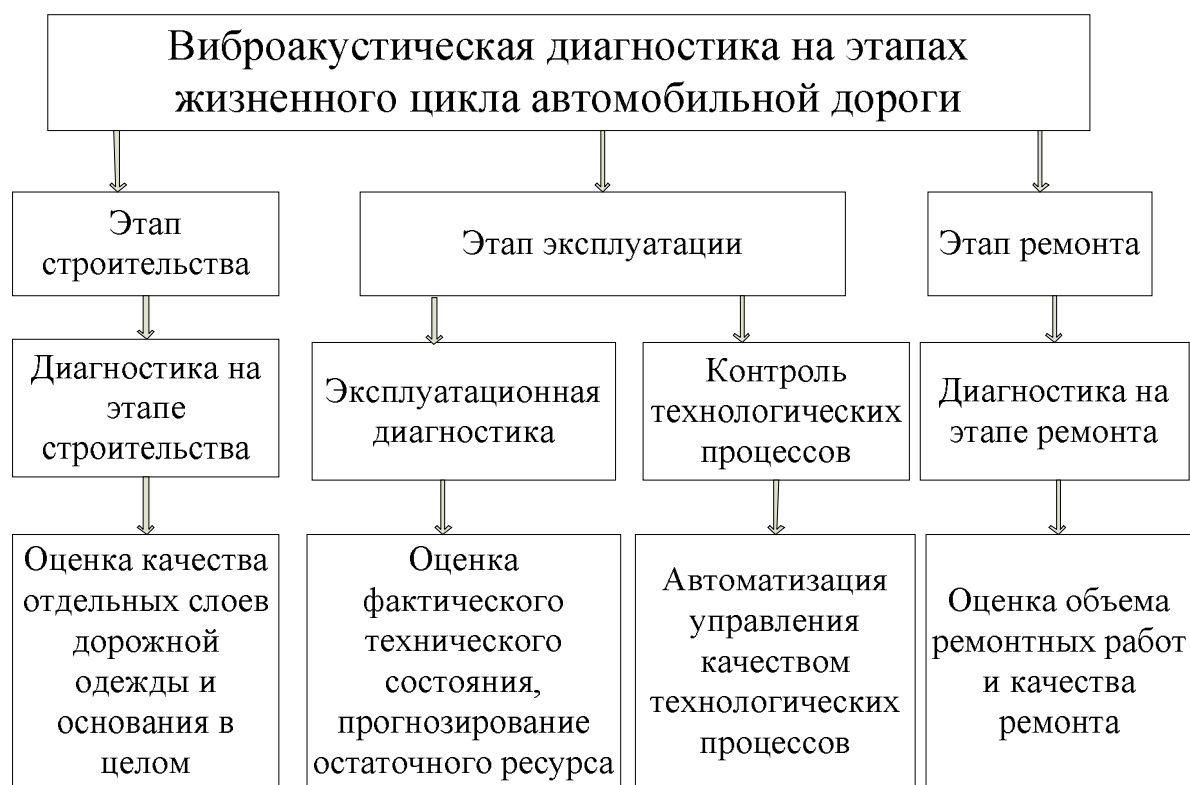 Виброакустическая диагностика на этапах
жизненного цикла автомобильной дороги
Этап
строительства
Этап эксплуатации
Этап ремонта
Диагностика на
этапе
строительства
Эксплуатационная
диагностика
Контроль
технологических
процессов
Диагностика на
этапе ремонта
Оценка качества
отдельных слоев
дорожной
одежды и
основания в
целом
Оценка
фактического
технического
состояния,
прогнозирование
остаточного ресурса
Автоматизация
управления
качеством
технологических
процессов
Оценка объема
ремонтных работ
и качества
ремонта